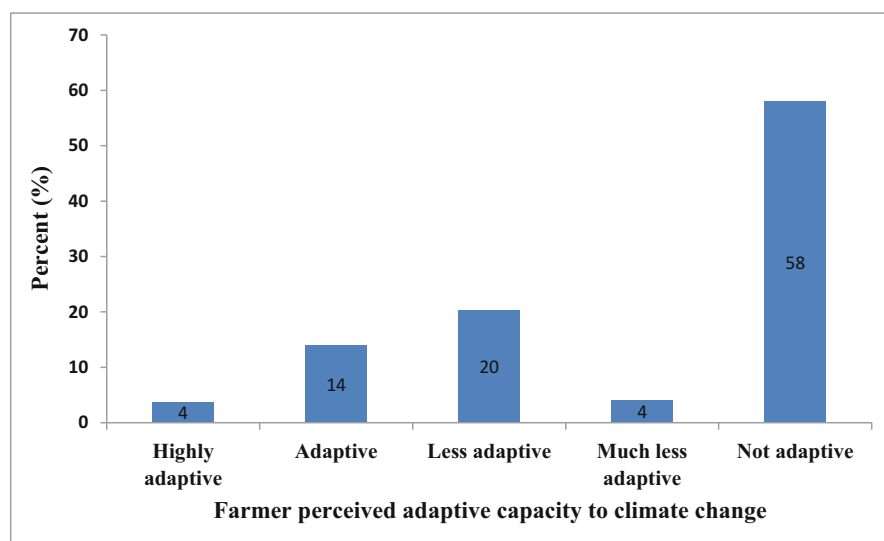 70
60
50
40
30
20
10
0
Percent (%)
4
14
20
4
58
Highly adaptive
Adaptive
Less adaptive
Much less adaptive
Not adaptive
Farmer perceived adaptive capacity to climate change